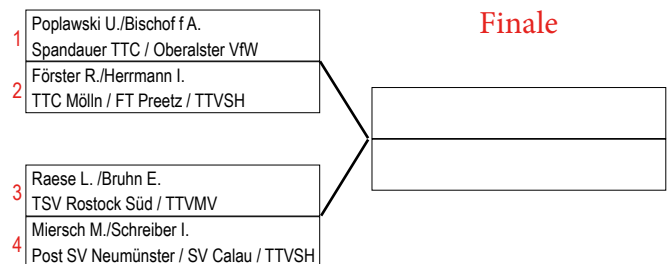 Finale
1
Poplawski U./Bischof f A.
Spandauer TTC / Oberalster VfW
2
Förster R./Herrmann I.
TTC Mölln / FT Preetz / TTVSH
3
Raese L. /Bruhn E.
TSV Rostock Süd / TTVMV
4
Miersch M./Schreiber I.
Post SV Neumünster / SV Calau / TTVSH